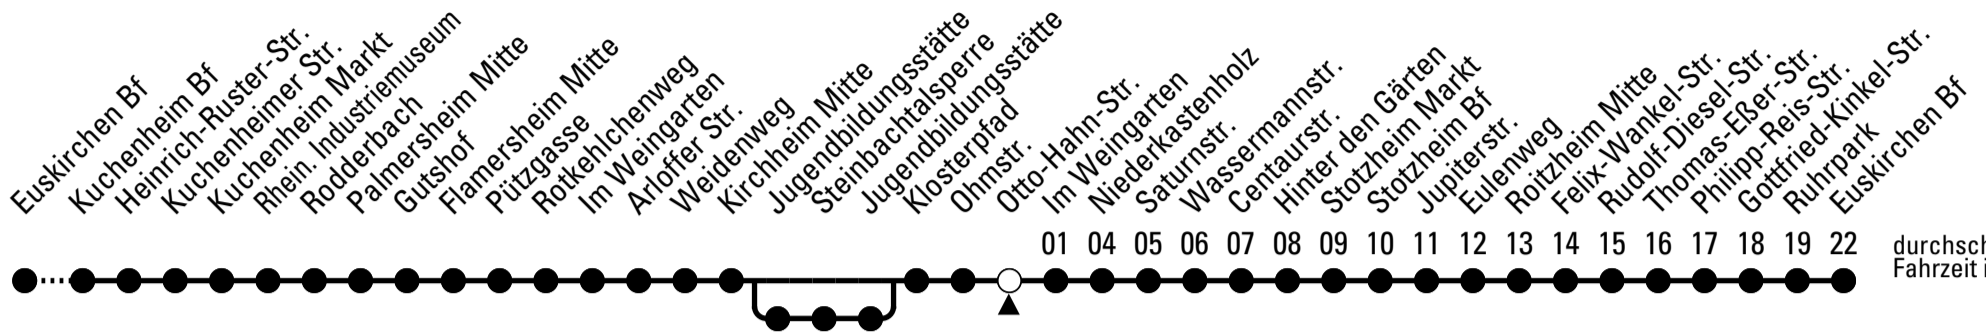 Euskirchen Bf
Kuchenheim Bf
Heinrich-Ruster-Str.
Kuchenheimer Str.
Kuchenheim Markt
Rhein. Industriemuseum
Rodderbach
Palmersheim Mitte
Gutshof
Flamersheim Mitte
Pützgasse
Rotkehlchenweg
Im Weingarten
Arloffer Str.
Weidenweg
Kirchheim Mitte
Jugendbildungsstätte
Steinbachtalsperre
Jugendbildungsstätte
Klosterpfad
Ohmstr.
Otto-Hahn-Str.
Im Weingarten
Niederkastenholz
Saturnstr.
Wassermannstr.
Centaurstr.
Hinter den Gärten
Stotzheim Markt
Stotzheim Bf
Jupiterstr.
Eulenweg
Roitzheim Mitte
Felix-Wankel-Str.
Rudolf-Diesel-Str.
Thomas-Eßer-Str.
Philipp-Reis-Str.
Gottfried-Kinkel-Str.
Ruhrpark
Euskirchen Bf
01 04 05 06 07 08 09 10 11 12 13 14 15 16 17 18 19 22
durchsch
Fahrzeit i